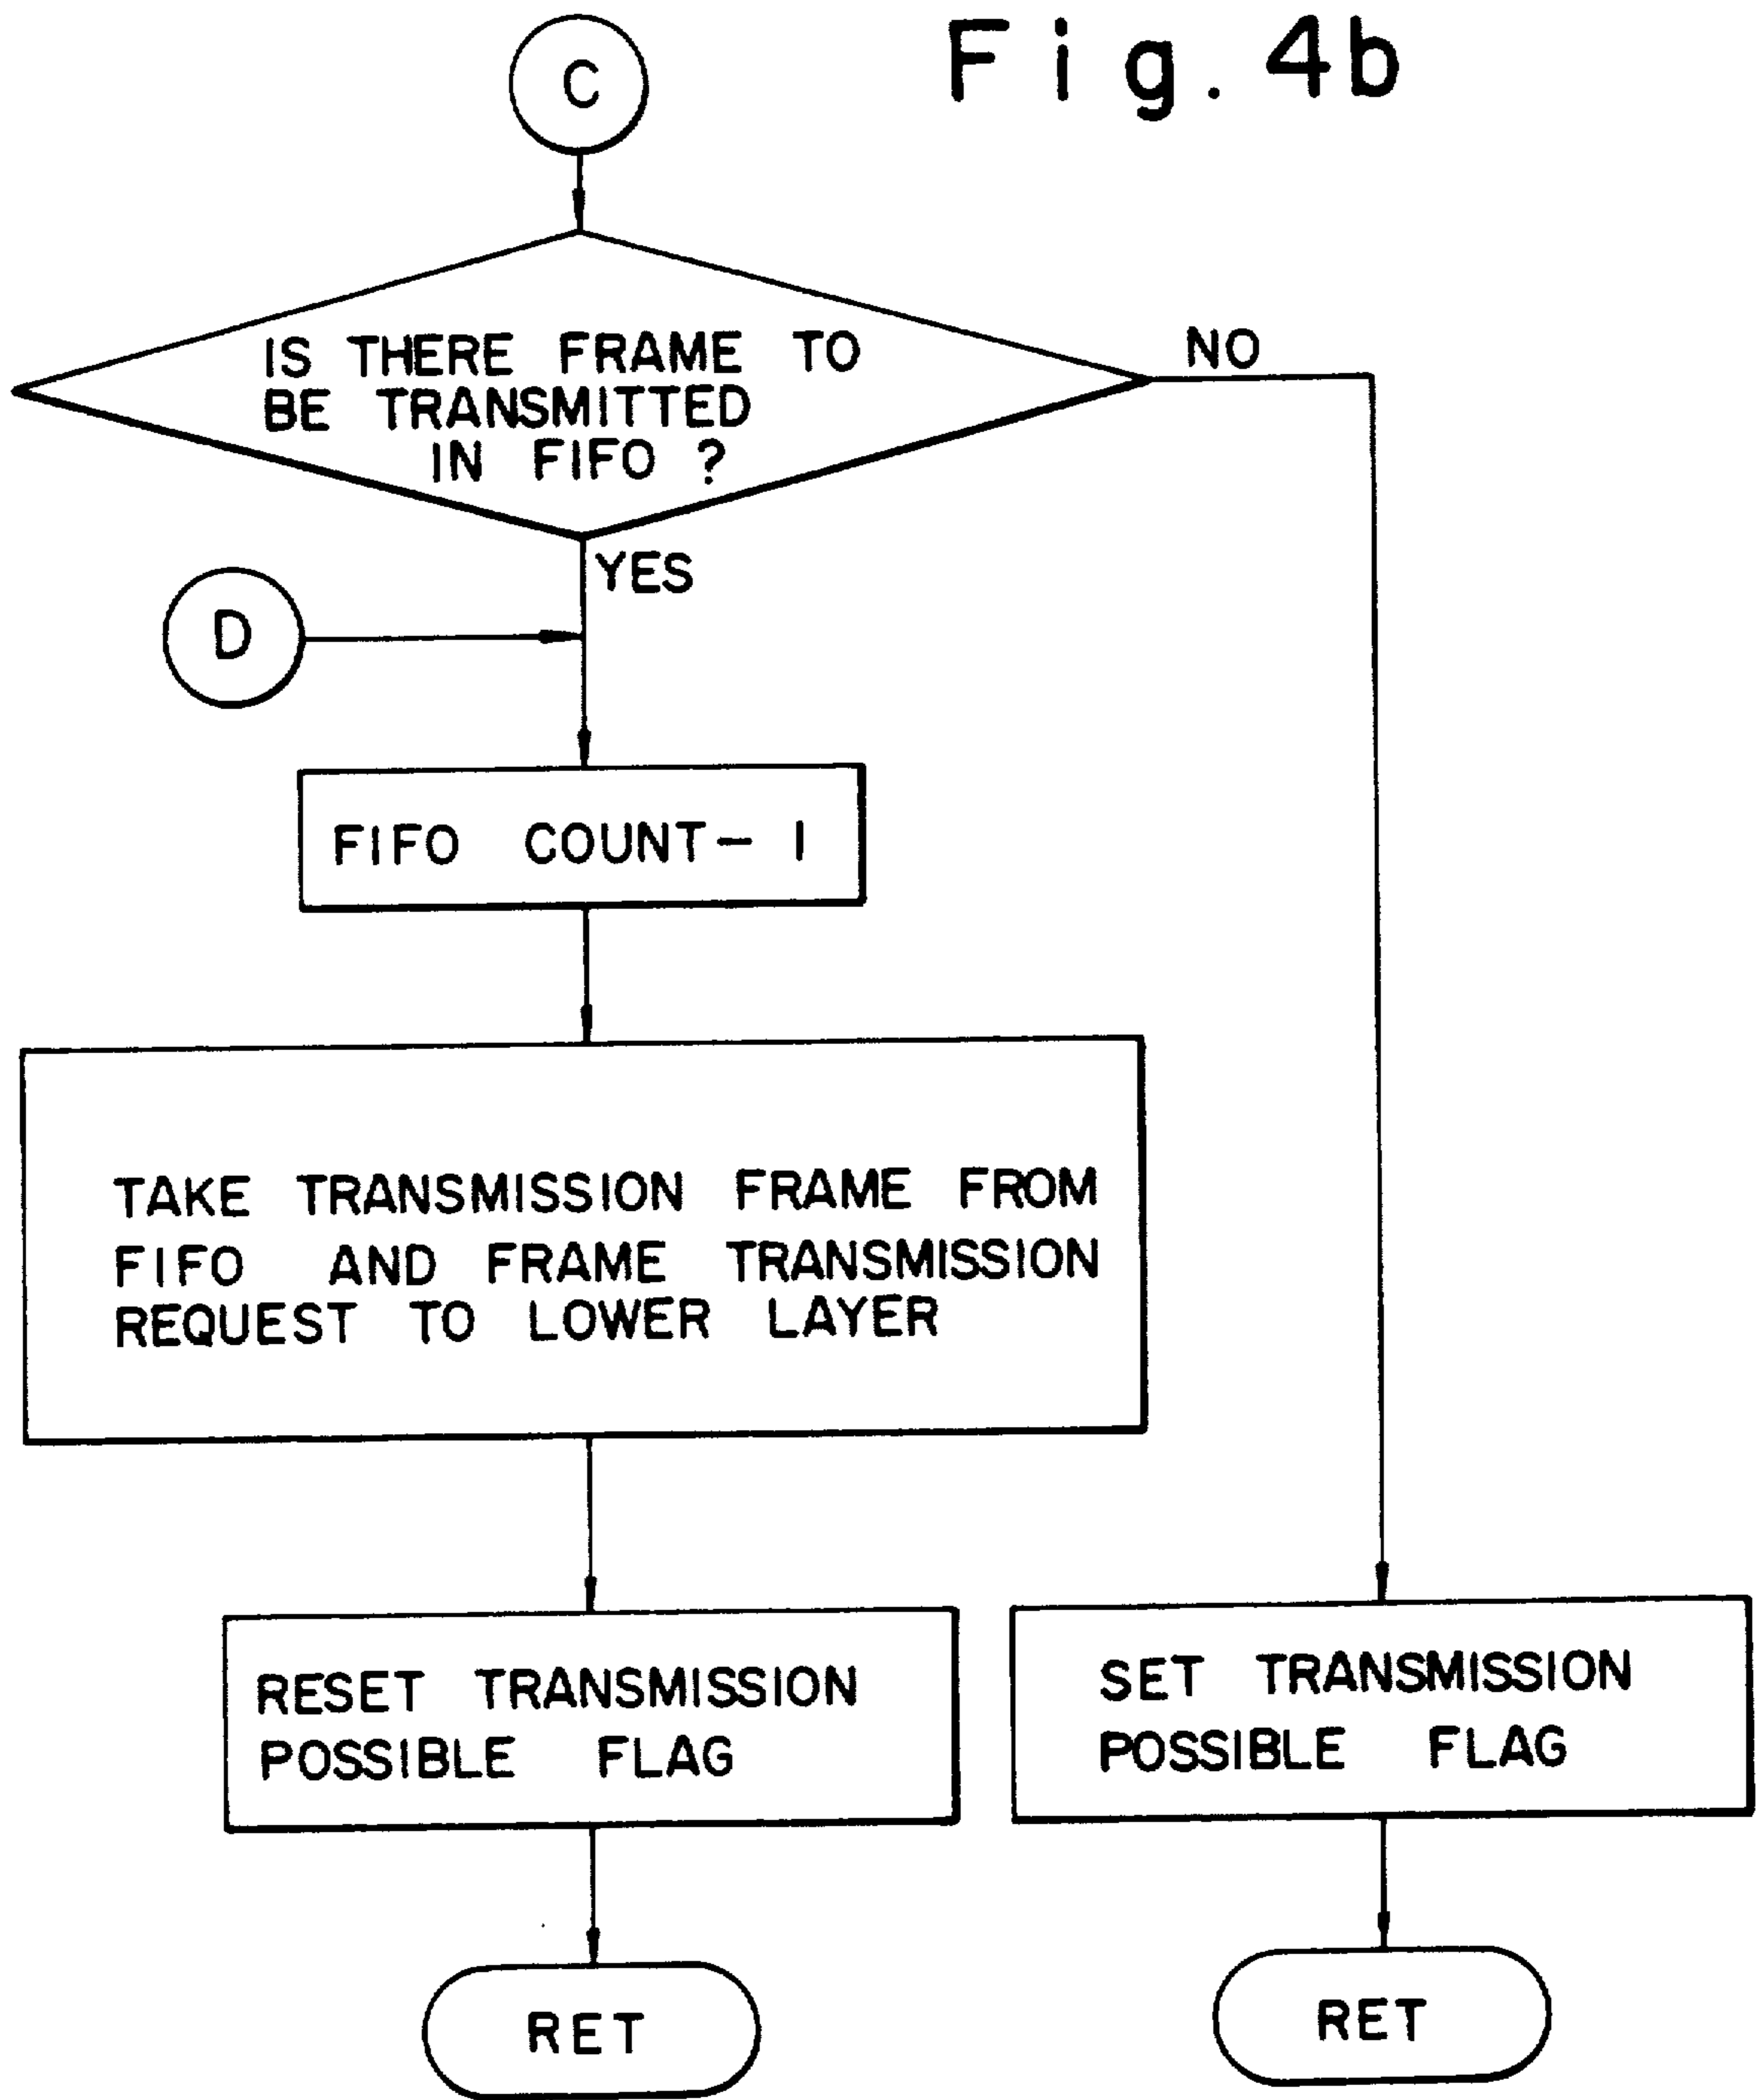 Fig. 4b
C
IS THERE FRAME TO
BE TRANSMITTED
IN FIFO ?
NO
YES
D
FIFO COUNT- 1
TAKE TRANSMISSION FRAME FROM
FIFO AND FRAME TRANSMISSION
REQUEST TO LOWER LAYER
RESET TRANSMISSION
POSSIBLE FLAG
SET TRANSMISSION
POSSIBLE FLAG
RET
RET